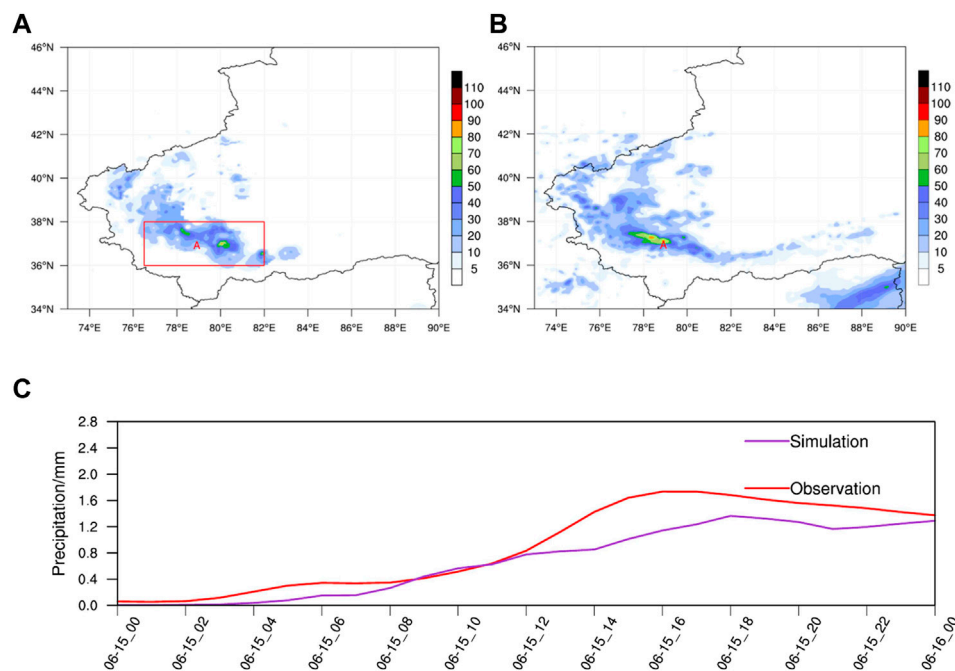 A
B
46°N
44°N
42°N
40°N
38°N
36°N
34°N
74°E 76°E 78°E 80°E 82°E 84°E 86°E 88°E 90°E
110
100
90
80
70
60
50
40
30
20
10
5
A
46°N
44°N
42°N
40°N
38°N
36°N
34°N
74°E 76°E 78°E 80°E 82°E 84°E 86°E 88°E 90°E
110
100
90
80
70
60
50
40
30
20
10
5
A
C
Precipitation/mm
2.8
2.4
2.0
1.6
1.2
0.8
0.4
0.0
Simulation
Observation
06-15_00 06-15_02 06-15_04 06-15_06 06-15_08 06-15_10 06-15_12 06-15_14 06-15_16 06-15_18 06-15_20 06-15_22 06-16_00